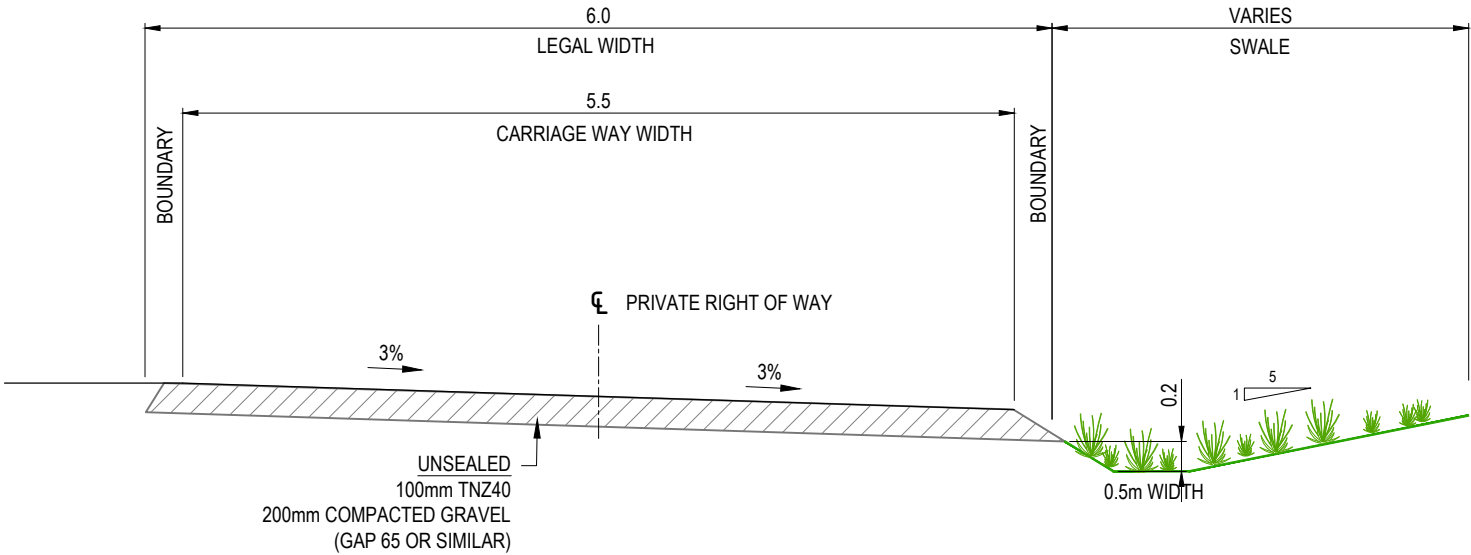 6.0
LEGAL WIDTH
VARIES
SWALE
5.5
CARRIAGE WAY WIDTH
BOUNDARY
BOUNDARY
℄ PRIVATE RIGHT OF WAY
3%
3%
0.2
1
5
UNSEALED
100mm TNZ40
200mm COMPACTED GRAVEL
(GAP 65 OR SIMILAR)
0.5m WIDTH